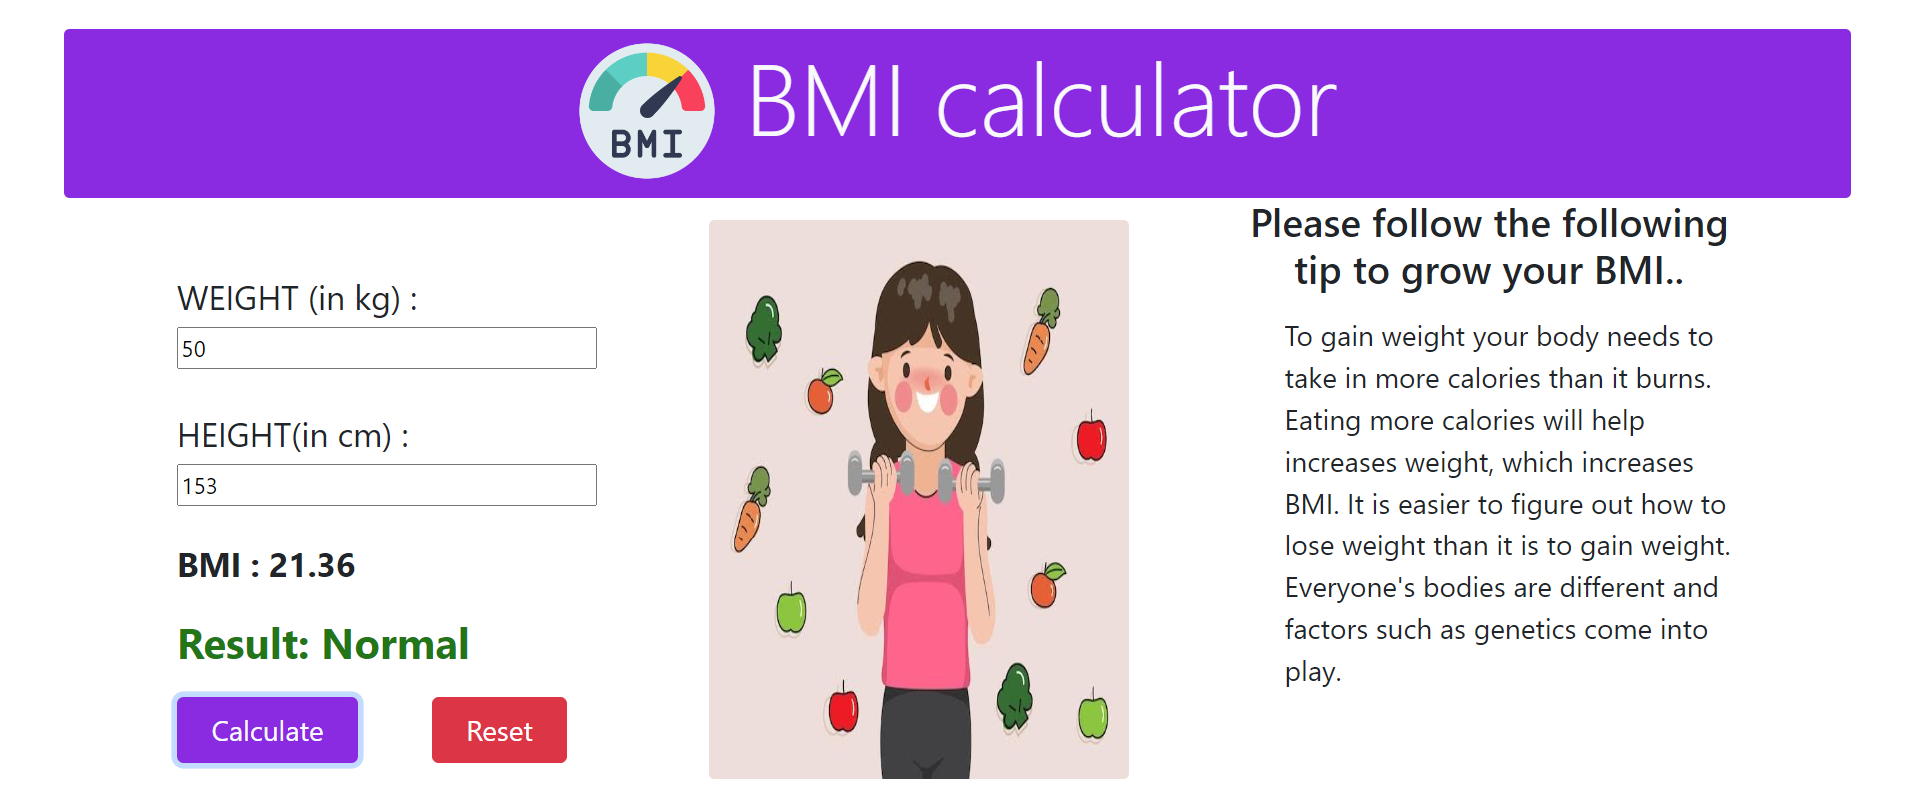 BMI
BMI calculator
WEIGHT (in kg) :
50
HEIGHT(in cm) :
153
BMI : 21.36
Result: Normal
Calculate
Reset
Please follow the following
tip to grow your BMI..
To gain weight your body needs to
take in more calories than it burns.
Eating more calories will help
increases weight, which increases
BMI. It is easier to figure out how to
lose weight than it is to gain weight.
Everyone's bodies are different and
factors such as genetics come into
play.